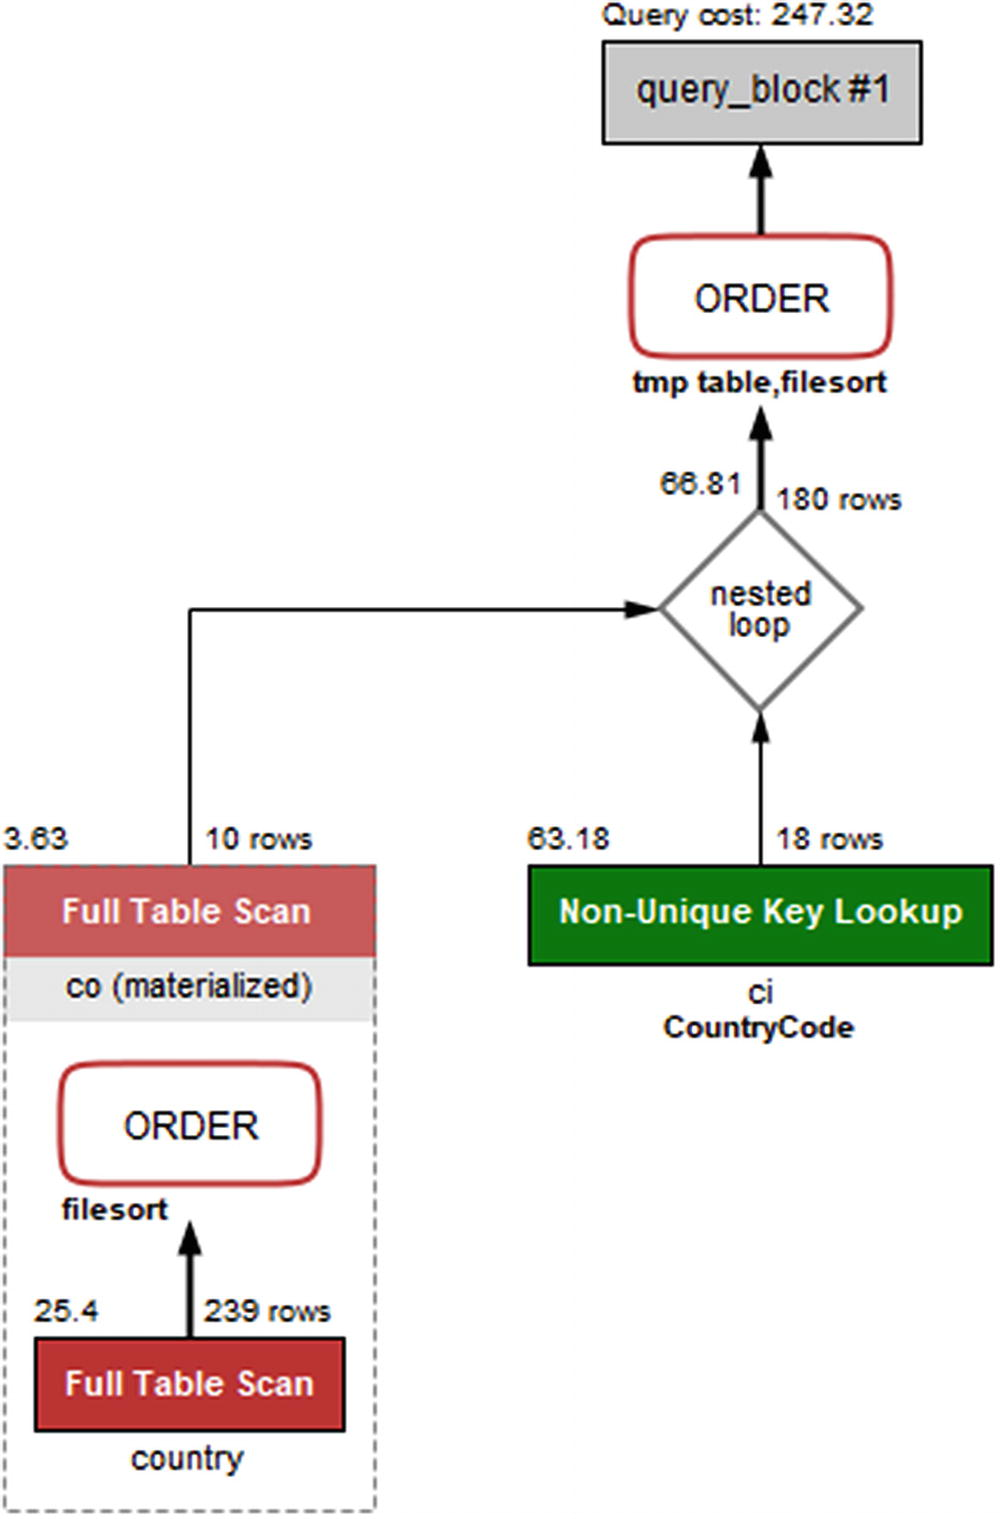 Query cost: 247.32
query_block #1
ORDER
tmp table,filesort
66.81
180 rows
nested
loop
3.63
10 rows
63.18
18 rows
Full Table Scan
Non-Unique Key Lookup
co (materialized)
ci
CountryCode
ORDER
filesort
25.4
239 rows
Full Table Scan
country